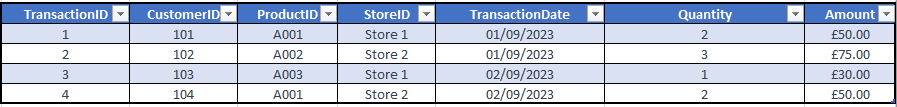 TransactionID CustomerID ProductID StoreID TransactionDate Quantity Amount
1 101 A001 Store 1 01/09/2023 2 £50.00
2 102 A002 Store 2 01/09/2023 3 £75.00
3 103 A003 Store 1 02/09/2023 1 £30.00
4 104 A001 Store 2 02/09/2023 2 £50.00